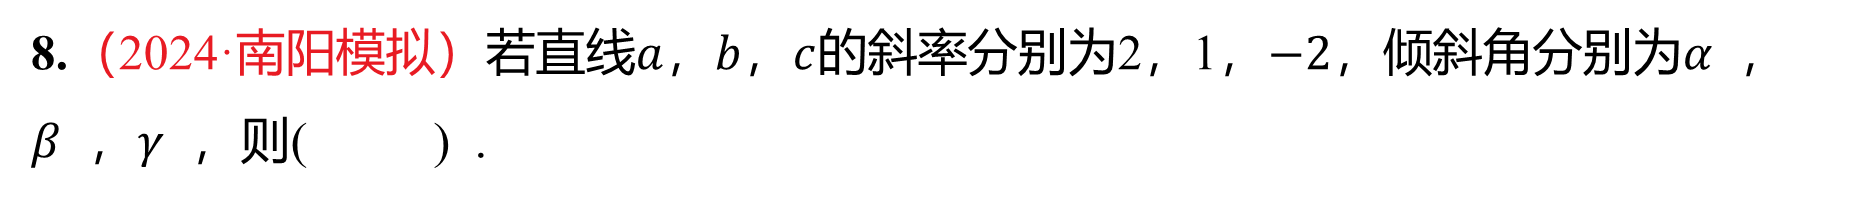 8.（2024·南阳模拟）若直线a，b，c的斜率分别为2，1，−2，倾斜角分别为α ，
β ，γ ，则(    ) .